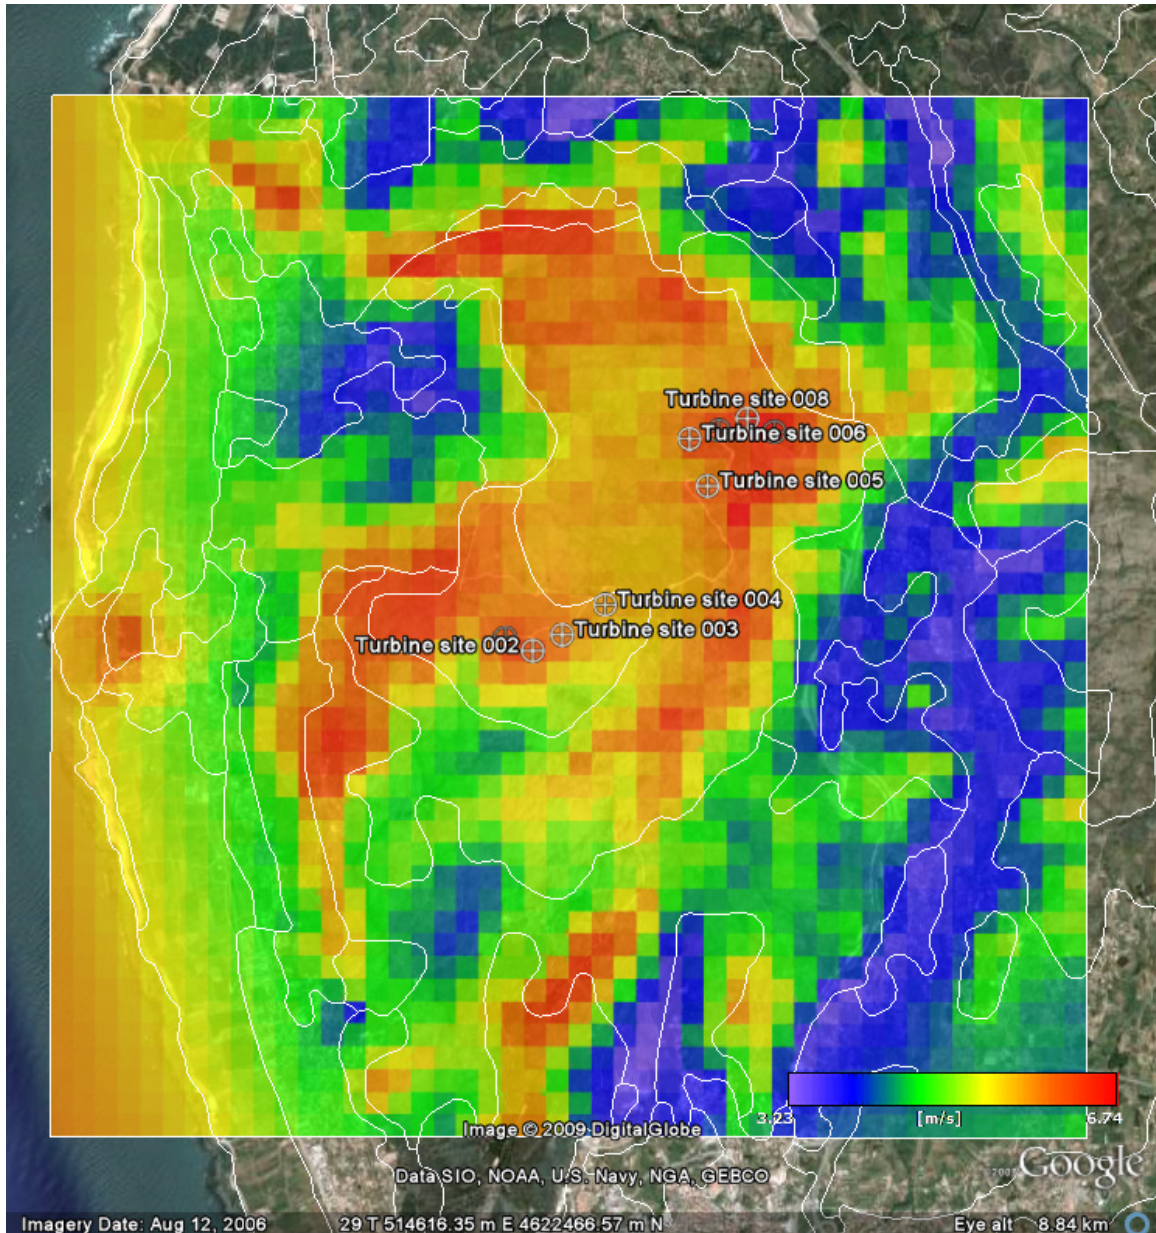 Turbine site 008
Turbine site 006
Turbine site 005
Turbine site 004
Turbine site 003
Turbine site 002
3.23 [m/s] 6.74
Image © 2009 DigitalGlobe
Data SIO, NOAA, U.S. Navy, NGA, GEBCO
Google
Imagery Date: Aug 12, 2006 29 T 514616.35 m E 4622466.57 m N Eye alt 8.84 km